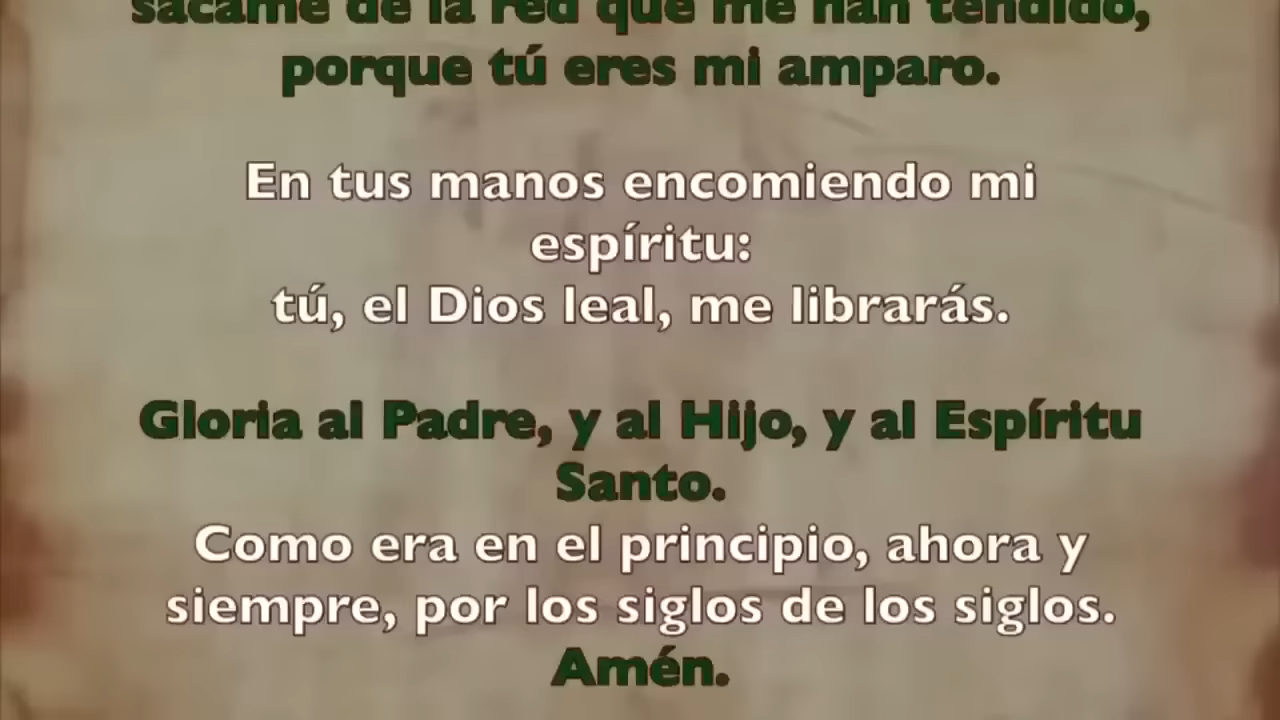 sácame de la red que me han tendido,
porque tú eres mi amparo.
En tus manos encomiendo mi
espíritu:
tú, el Dios leal, me librarás.
Gloria al Padre, y al Hijo, y al Espíritu
Santo.
Como era en el principio, ahora y
siempre, por los siglos de los siglos.
Amén.